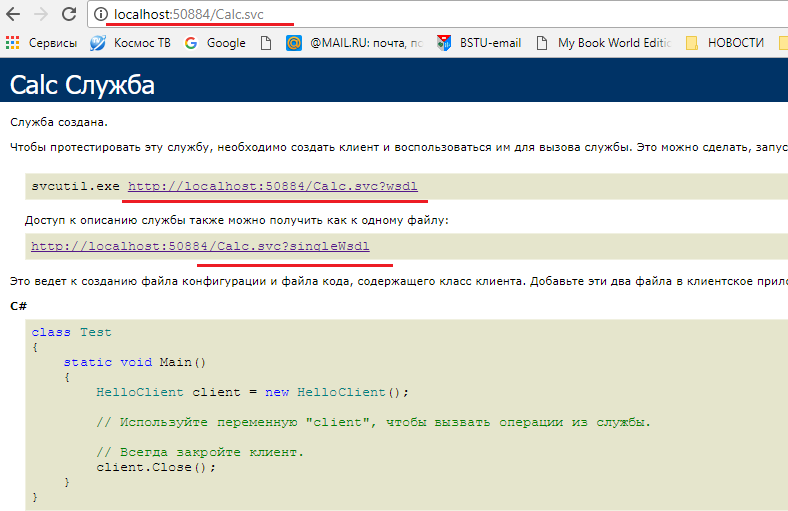 localhost:50884/Calc.svc
Сервисы Космос ТВ Google @MAIL.RU: почта, по BSTU-email My Book World Editio НОВОСТИ
Calc Служба
Служба создана.
Чтобы протестировать эту службу, необходимо создать клиент и воспользоваться им для вызова службы. Это можно сделать, запус
svcutil.exe http://localhost:50884/Calc.svc?wsdl
Доступ к описанию службы также можно получить как к одному файлу:
http://localhost:50884/Calc.svc?singleWsdl
Это ведет к созданию файла конфигурации и файла кода, содержащего класс клиента. Добавьте эти два файла в клиентское прило
C#
class Test
{
    static void Main()
    {
        HelloClient client = new HelloClient();
        // Используйте переменную "client", чтобы вызвать операции из службы.
        // Всегда закройте клиент.
        client.Close();
    }
}